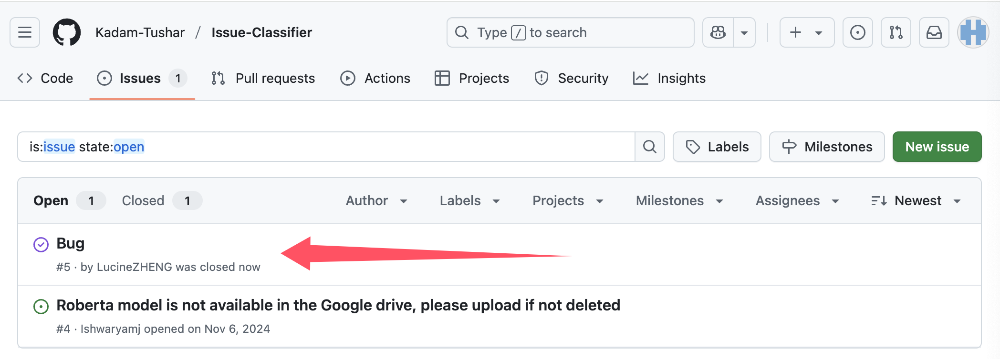 Kadam-Tushar / Issue-Classifier
Type / to search
Code
Issues 1
Pull requests
Actions
Projects
Security
Insights
is:issue state:open
Labels
Milestones
New issue
Open 1
Closed 1
Author
Labels
Projects
Milestones
Assignees
Newest
Bug
#5 · by LucineZHENG was closed now
Roberta model is not available in the Google drive, please upload if not deleted
#4 · Ishwaryamj opened on Nov 6, 2024